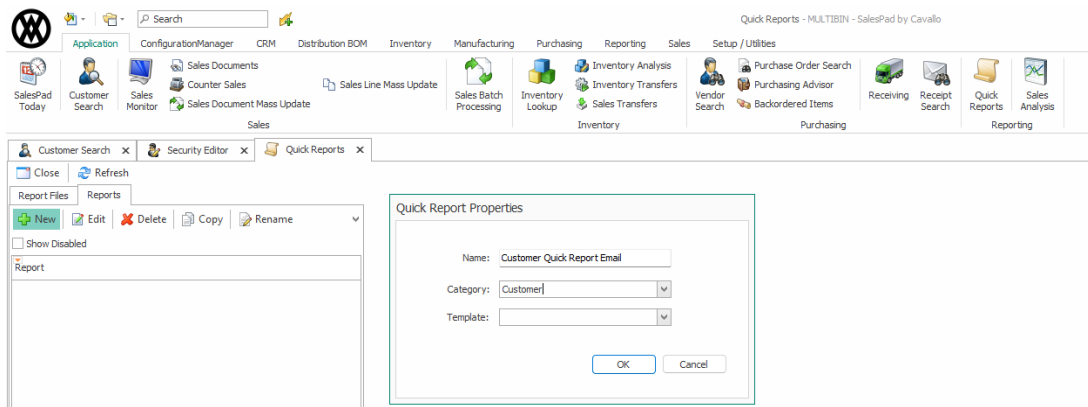 Search
Quick Reports - MULTIBIN - SalesPad by Cavallo
Application ConfigurationManager CRM Distribution BOM Inventory Manufacturing Purchasing Reporting Sales Setup / Utilities
SalesPad Today
Customer Search
Sales Monitor
Sales Documents
Counter Sales
Sales Document Mass Update
Sales Line Mass Update
Sales Batch Processing
Sales
Inventory Lookup
Inventory Analysis
Inventory Transfers
Sales Transfers
Inventory
Vendor Search
Purchase Order Search
Purchasing Advisor
Backordered Items
Receiving
Receipt Search
Purchasing
Quick Reports
Sales Analysis
Reporting
Customer Search x Security Editor x Quick Reports x
Close Refresh
Report Files Reports
New Edit Delete Copy Rename
Show Disabled
Report
Quick Report Properties
Name: Customer Quick Report Email
Category: Customer
Template:
OK Cancel